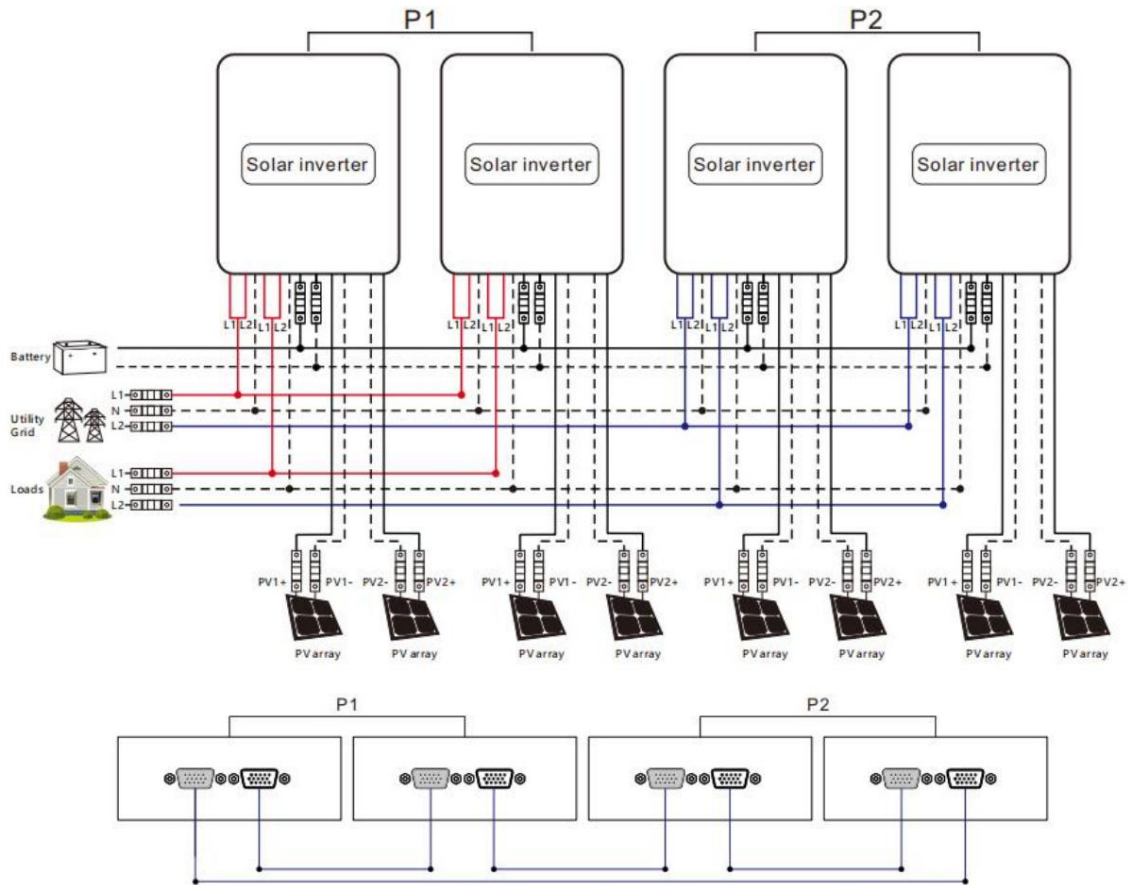 P1 P2
Solar inverter Solar inverter Solar inverter Solar inverter
L1 L2 L1 L2 L1 L2 L1 L2 L1 L2 L1 L2 L1 L2 L1 L2
Battery
L1
Utility N
Grid L2
L1
Loads N
L2
PV1+ PV1- PV2- PV2+ PV1+ PV1- PV2- PV2+ PV1+ PV1- PV2- PV2+ PV1+ PV1- PV2- PV2+
PV array PV array PV array PV array PV array PV array PV array PV array
P1 P2